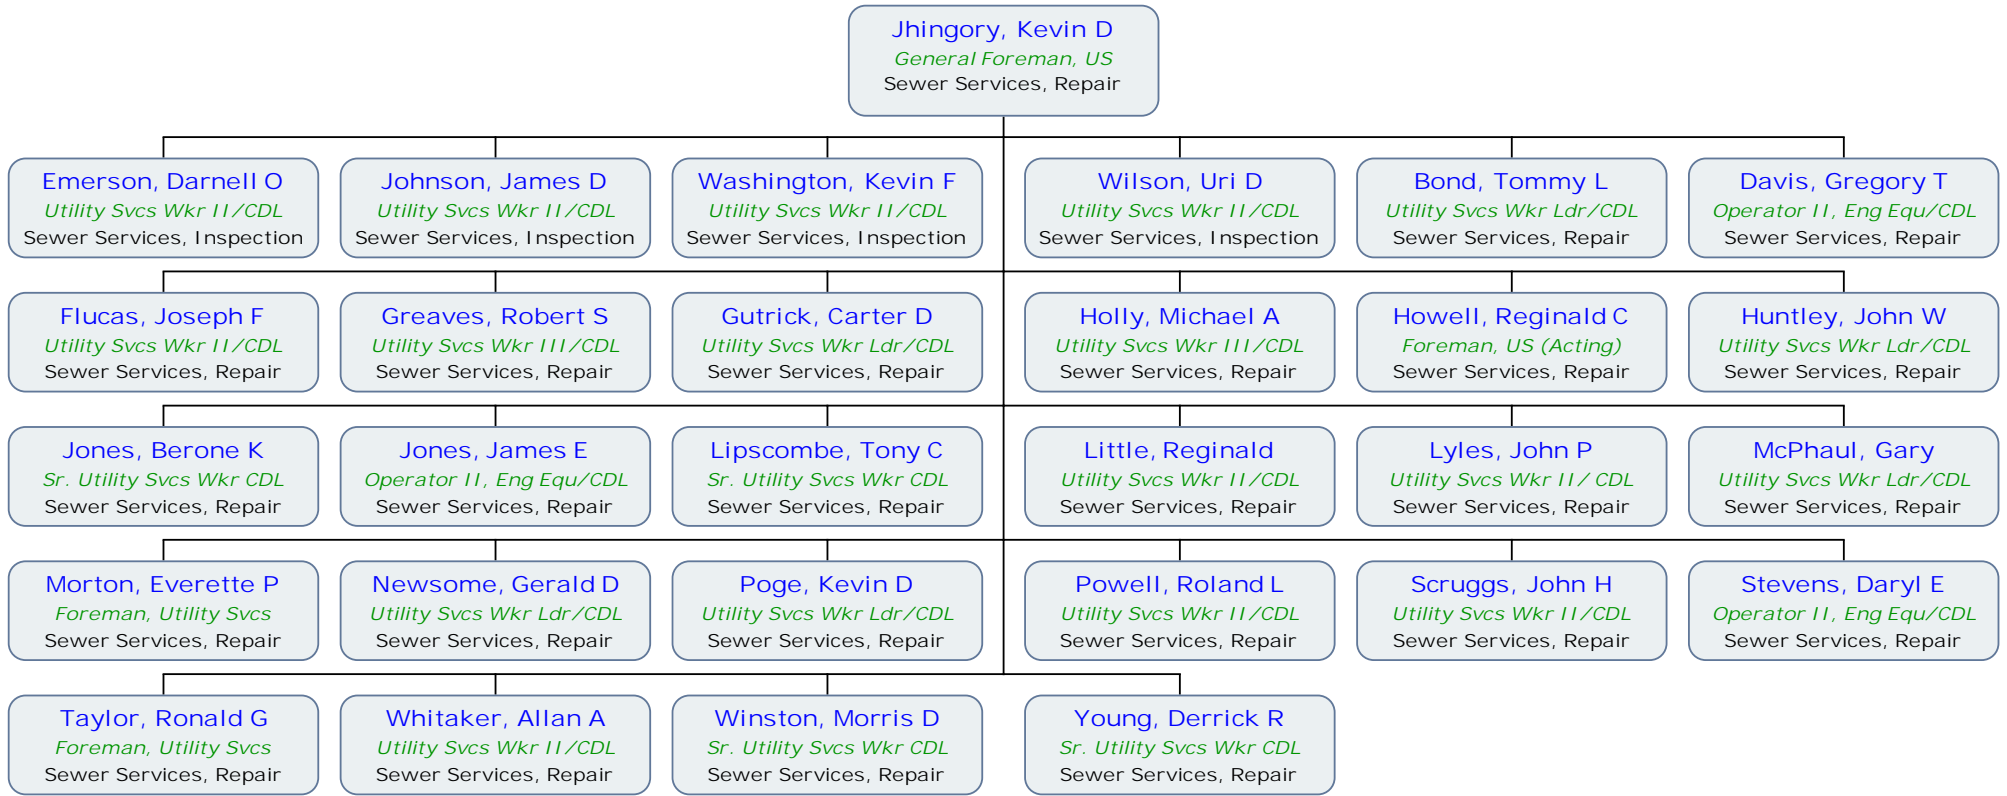 Jhingory, Kevin D
General Foreman, US
Sewer Services, Repair
Emerson, Darnell O
Utility Svcs Wkr II/CDL
Sewer Services, Inspection
Johnson, James D
Utility Svcs Wkr II/CDL
Sewer Services, Inspection
Washington, Kevin F
Utility Svcs Wkr II/CDL
Sewer Services, Inspection
Wilson, Uri D
Utility Svcs Wkr II/CDL
Sewer Services, Inspection
Bond, Tommy L
Utility Svcs Wkr Ldr/CDL
Sewer Services, Repair
Davis, Gregory T
Operator II, Eng Equ/CDL
Sewer Services, Repair
Flucas, Joseph F
Utility Svcs Wkr II/CDL
Sewer Services, Repair
Greaves, Robert S
Utility Svcs Wkr III/CDL
Sewer Services, Repair
Gutrick, Carter D
Utility Svcs Wkr Ldr/CDL
Sewer Services, Repair
Holly, Michael A
Utility Svcs Wkr III/CDL
Sewer Services, Repair
Howell, Reginald C
Foreman, US (Acting)
Sewer Services, Repair
Huntley, John W
Utility Svcs Wkr Ldr/CDL
Sewer Services, Repair
Jones, Berone K
Sr. Utility Svcs Wkr CDL
Sewer Services, Repair
Jones, James E
Operator II, Eng Equ/CDL
Sewer Services, Repair
Lipscombe, Tony C
Sr. Utility Svcs Wkr CDL
Sewer Services, Repair
Little, Reginald
Utility Svcs Wkr II/CDL
Sewer Services, Repair
Lyles, John P
Utility Svcs Wkr II/ CDL
Sewer Services, Repair
McPhaul, Gary
Utility Svcs Wkr Ldr/CDL
Sewer Services, Repair
Morton, Everette P
Foreman, Utility Svcs
Sewer Services, Repair
Newsome, Gerald D
Utility Svcs Wkr Ldr/CDL
Sewer Services, Repair
Poge, Kevin D
Utility Svcs Wkr Ldr/CDL
Sewer Services, Repair
Powell, Roland L
Utility Svcs Wkr II/CDL
Sewer Services, Repair
Scruggs, John H
Utility Svcs Wkr II/CDL
Sewer Services, Repair
Stevens, Daryl E
Operator II, Eng Equ/CDL
Sewer Services, Repair
Taylor, Ronald G
Foreman, Utility Svcs
Sewer Services, Repair
Whitaker, Allan A
Utility Svcs Wkr II/CDL
Sewer Services, Repair
Winston, Morris D
Sr. Utility Svcs Wkr CDL
Sewer Services, Repair
Young, Derrick R
Sr. Utility Svcs Wkr CDL
Sewer Services, Repair